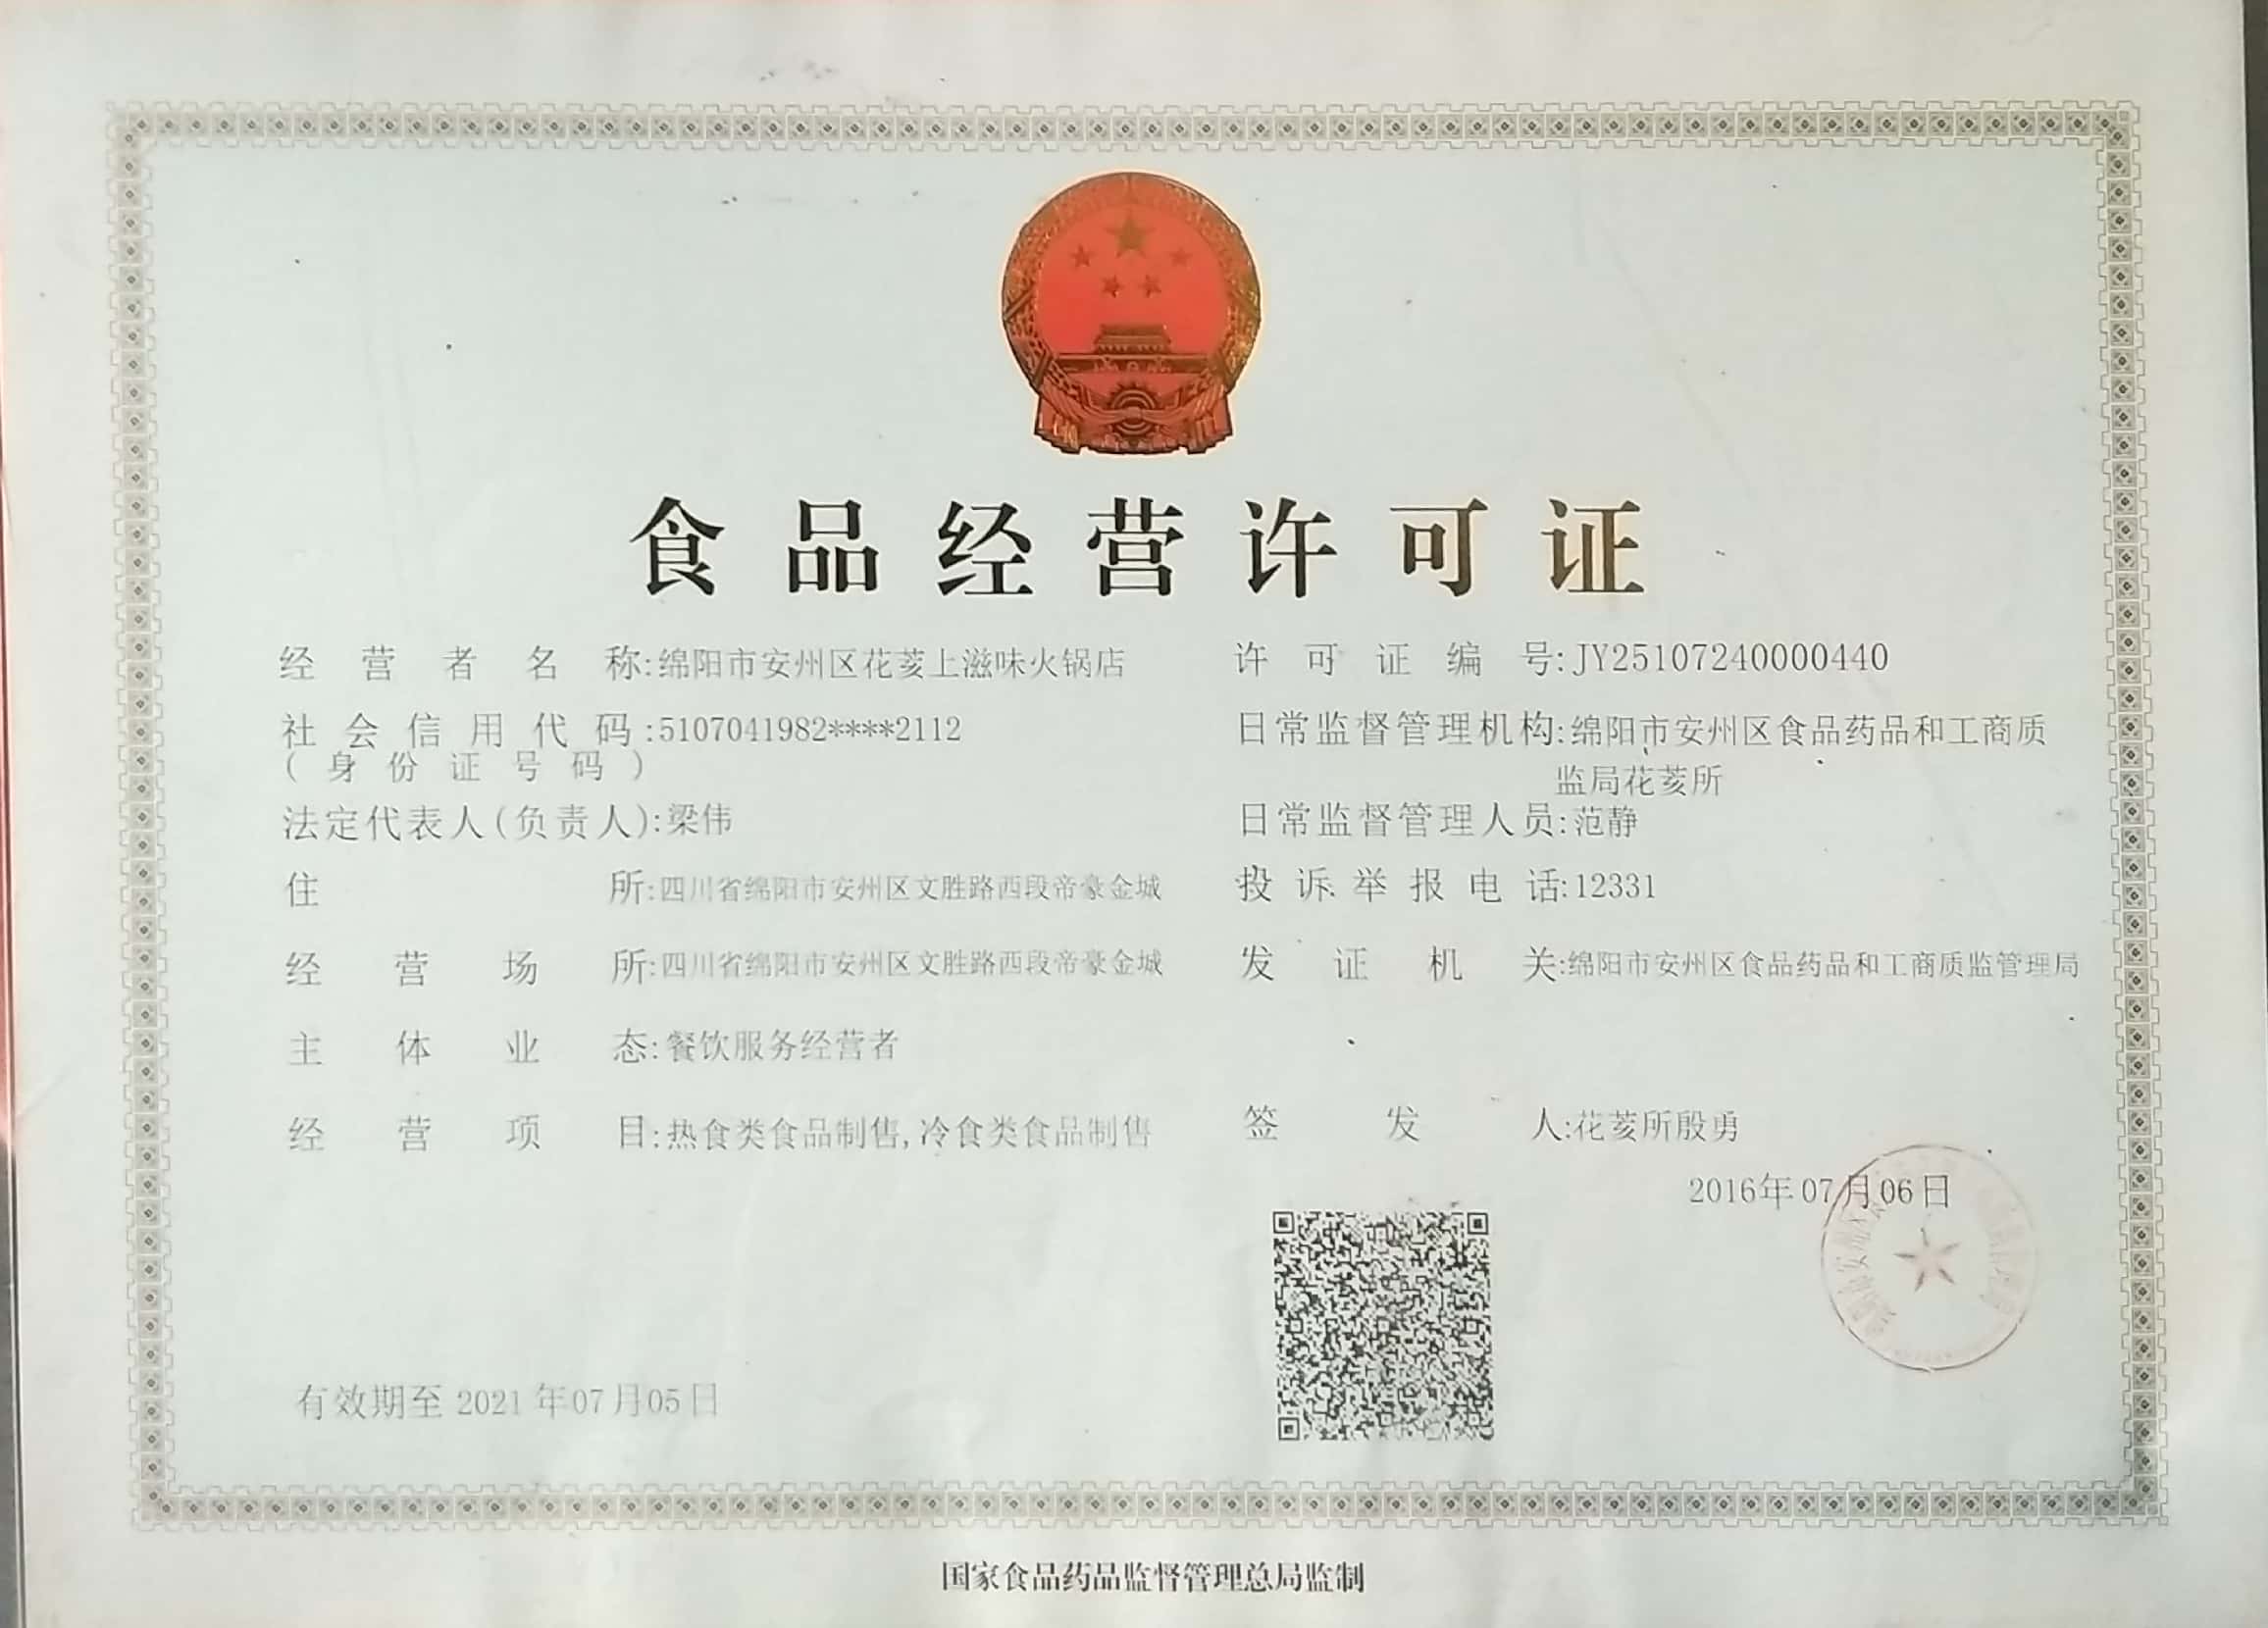 食品经营许可证
经营者名称:绵阳市安州区花荄上滋味火锅店
社会信用代码:5107041982****2112
(身份证号码)
法定代表人(负责人):梁伟
住所:四川省绵阳市安州区文胜路西段帝豪金城
经营场所:四川省绵阳市安州区文胜路西段帝豪金城
主体业态:餐饮服务经营者
经营项目:热食类食品制售,冷食类食品制售
许可证编号:JY25107240000440
日常监督管理机构:绵阳市安州区食品药品和工商质
监局花荄所
日常监督管理人员:范静
投诉举报电话:12331
发证机关:绵阳市安州区食品药品和工商质监管理局
签发人:花荄所殷勇
2016年07月06日
有效期至2021年07月05日
国家食品药品监督管理总局监制